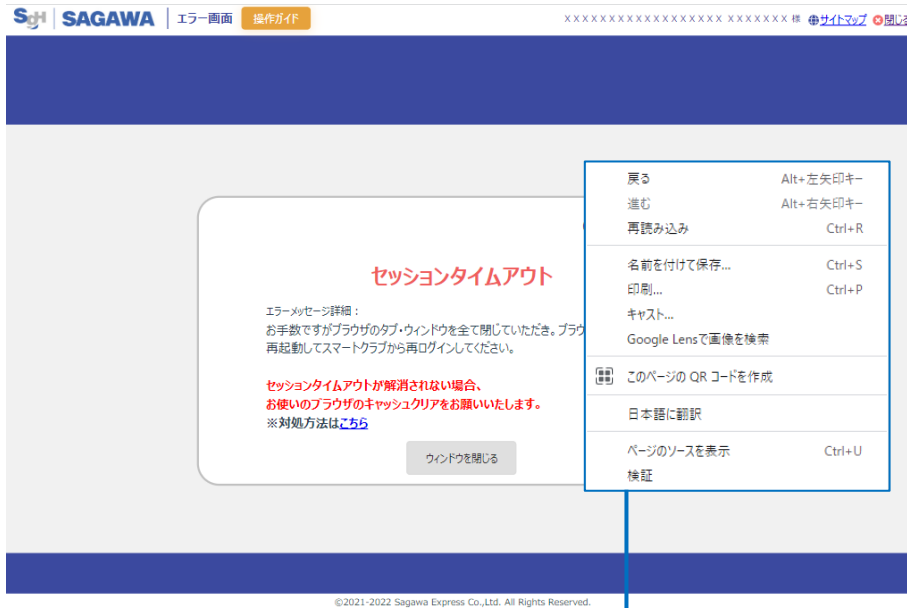 SGH SAGAWA エラー画面 操作ガイド XXXXXXXXXXXXXXXXXX XXXXXXX 様 サイトマップ 閉じる
戻る Alt+左矢印キー
進む Alt+右矢印キー
再読み込み Ctrl+R
名前を付けて保存... Ctrl+S
印刷... Ctrl+P
キャスト...
Google Lensで画像を検索
このページの QR コードを作成
日本語に翻訳
ページのソースを表示 Ctrl+U
検証
セッションタイムアウト
エラーメッセージ詳細：
お手数ですがブラウザのタブ・ウィンドウを全て閉じていただき。ブラウ
再起動してスマートクラブから再ログインしてください。
セッションタイムアウトが解消されない場合、
お使いのブラウザのキャッシュクリアをお願いいたします。
※対処方法はこちら
ウィンドウを閉じる
©2021-2022 Sagawa Express Co.,Ltd. All Rights Reserved.